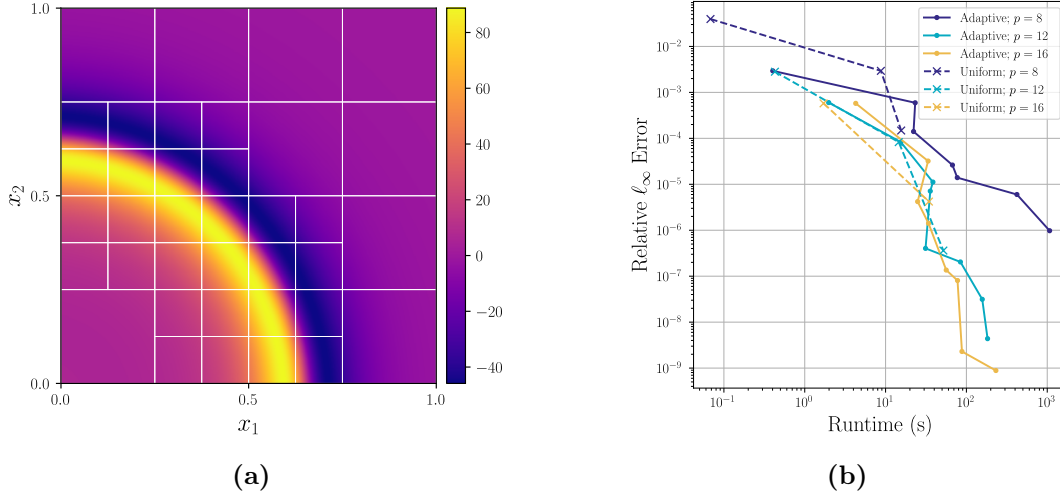 1.0
0.5
0.0
x₂
0.0
0.5
1.0
x₁
80
60
40
20
0
−20
−40
(a)
10⁻²
10⁻³
10⁻⁴
10⁻⁵
10⁻⁶
10⁻⁷
10⁻⁸
10⁻⁹
Relative ℓ∞ Error
Adaptive; p = 8
Adaptive; p = 12
Adaptive; p = 16
Uniform; p = 8
Uniform; p = 12
Uniform; p = 16
10⁻¹
10⁰
10¹
10²
10³
Runtime (s)
(b)